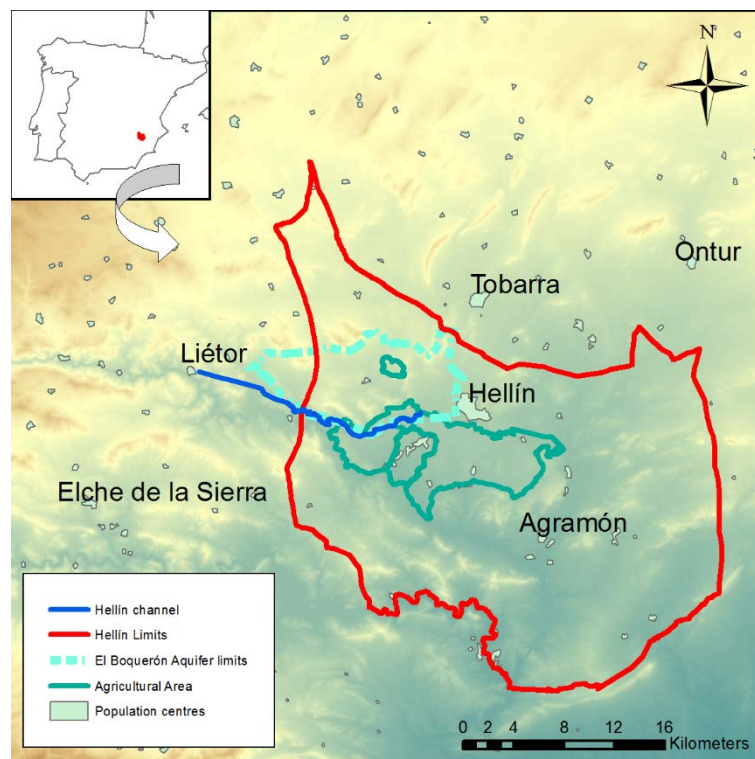 N
Ontur
Tobarra
Liétor
Hellín
Elche de la Sierra
Agramón
Hellín channel
Hellín Limits
El Boquerón Aquifer limits
Agricultural Area
Population centres
0 2 4 8 12 16
Kilometers